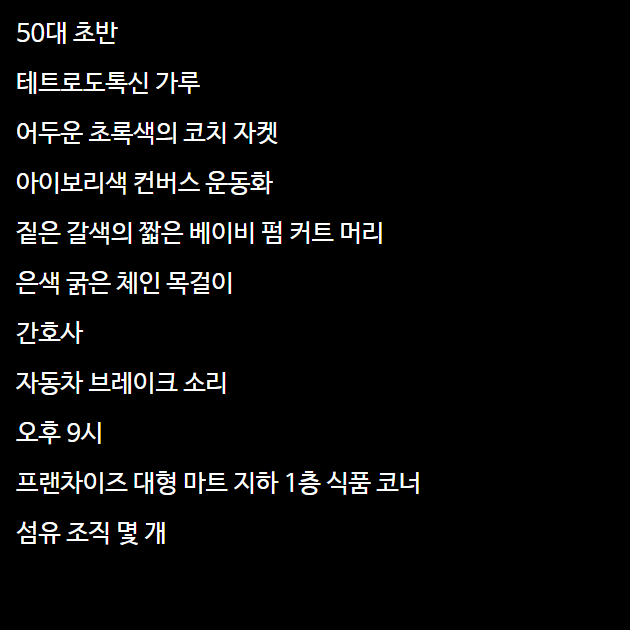 50대 초반
테트로도톡신 가루
어두운 초록색의 코치 자켓
아이보리색 컨버스 운동화
짙은 갈색의 짧은 베이비 펌 커트 머리
은색 굵은 체인 목걸이
간호사
자동차 브레이크 소리
오후 9시
프랜차이즈 대형 마트 지하 1층 식품 코너
섬유 조직 몇 개